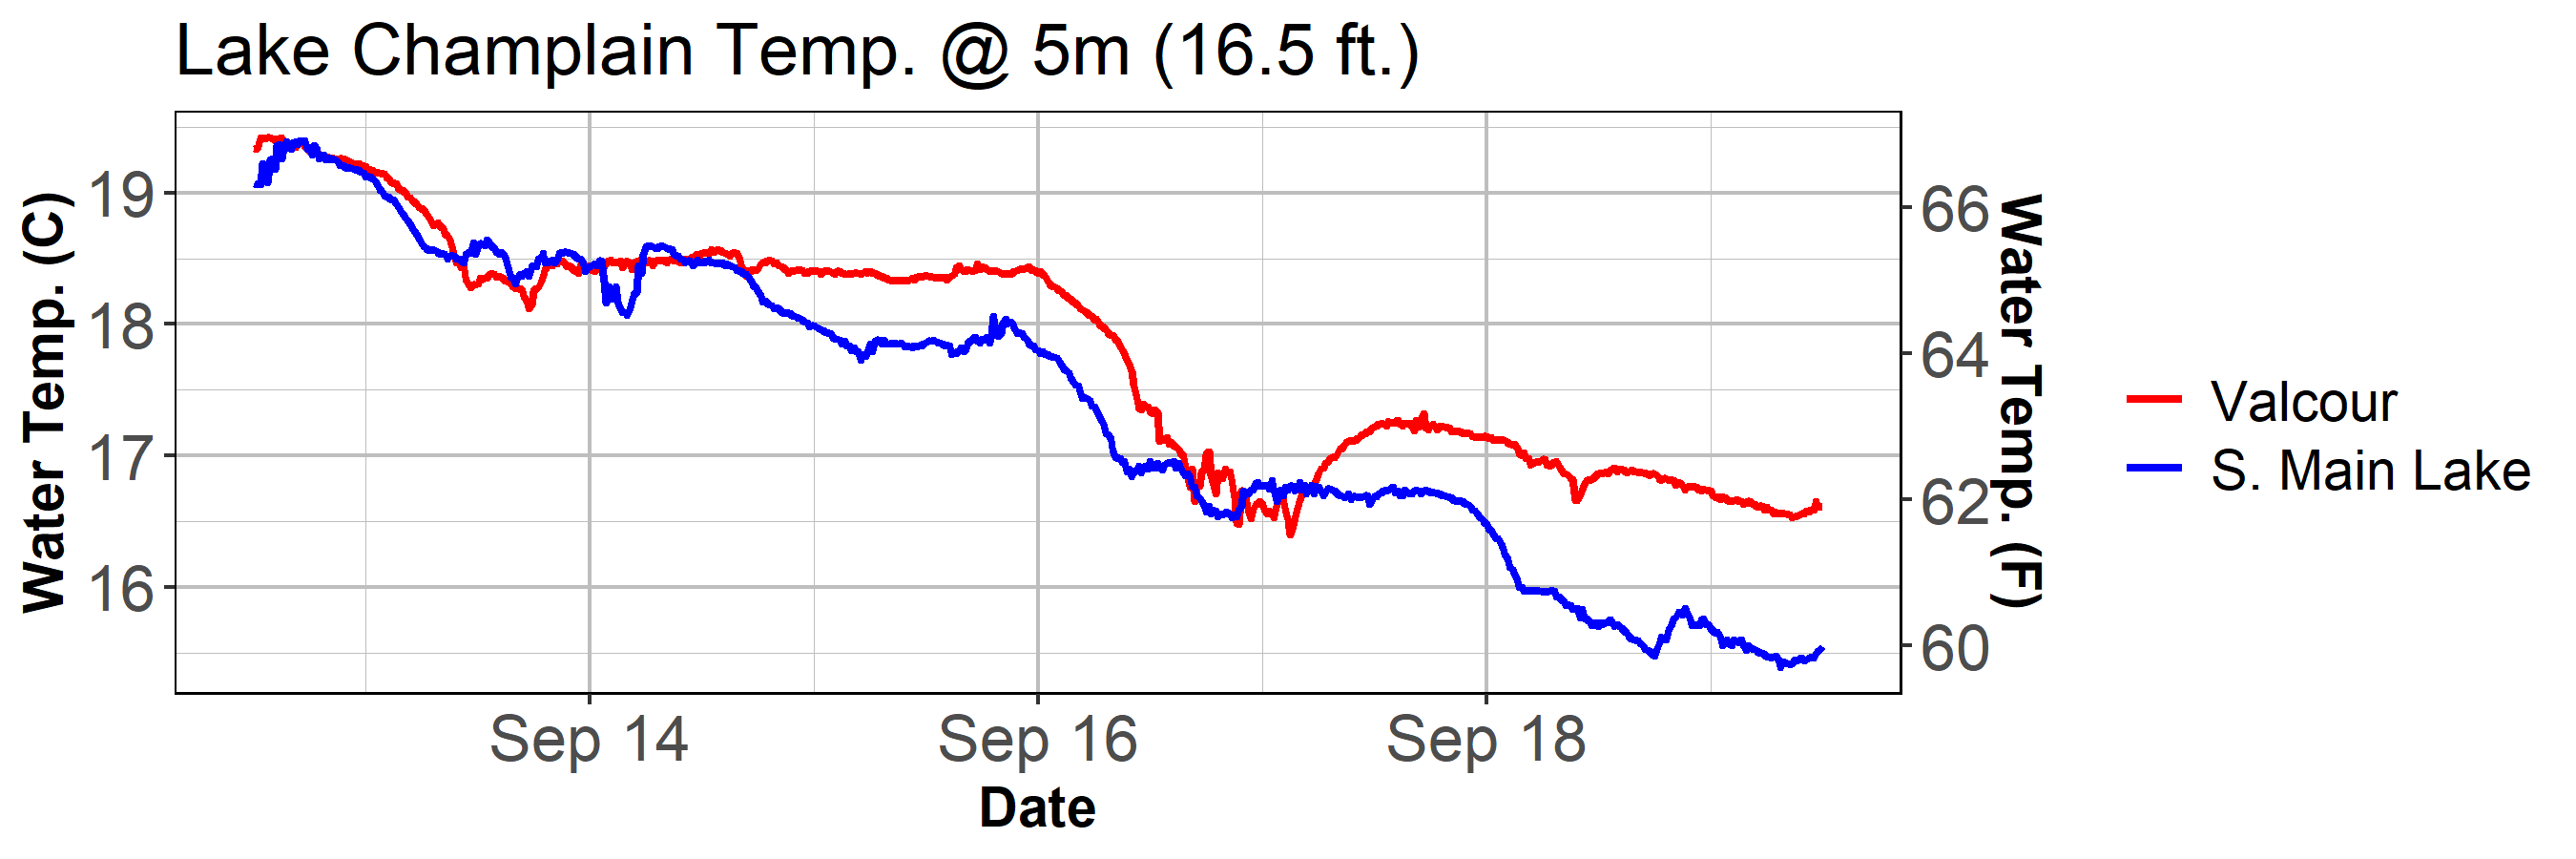 Lake Champlain Temp. @ 5m (16.5 ft.)
Water Temp. (C)
19
18
17
16
66
64
62
60
Water Temp. (F)
Sep 14
Sep 16
Sep 18
Date
Valcour
S. Main Lake